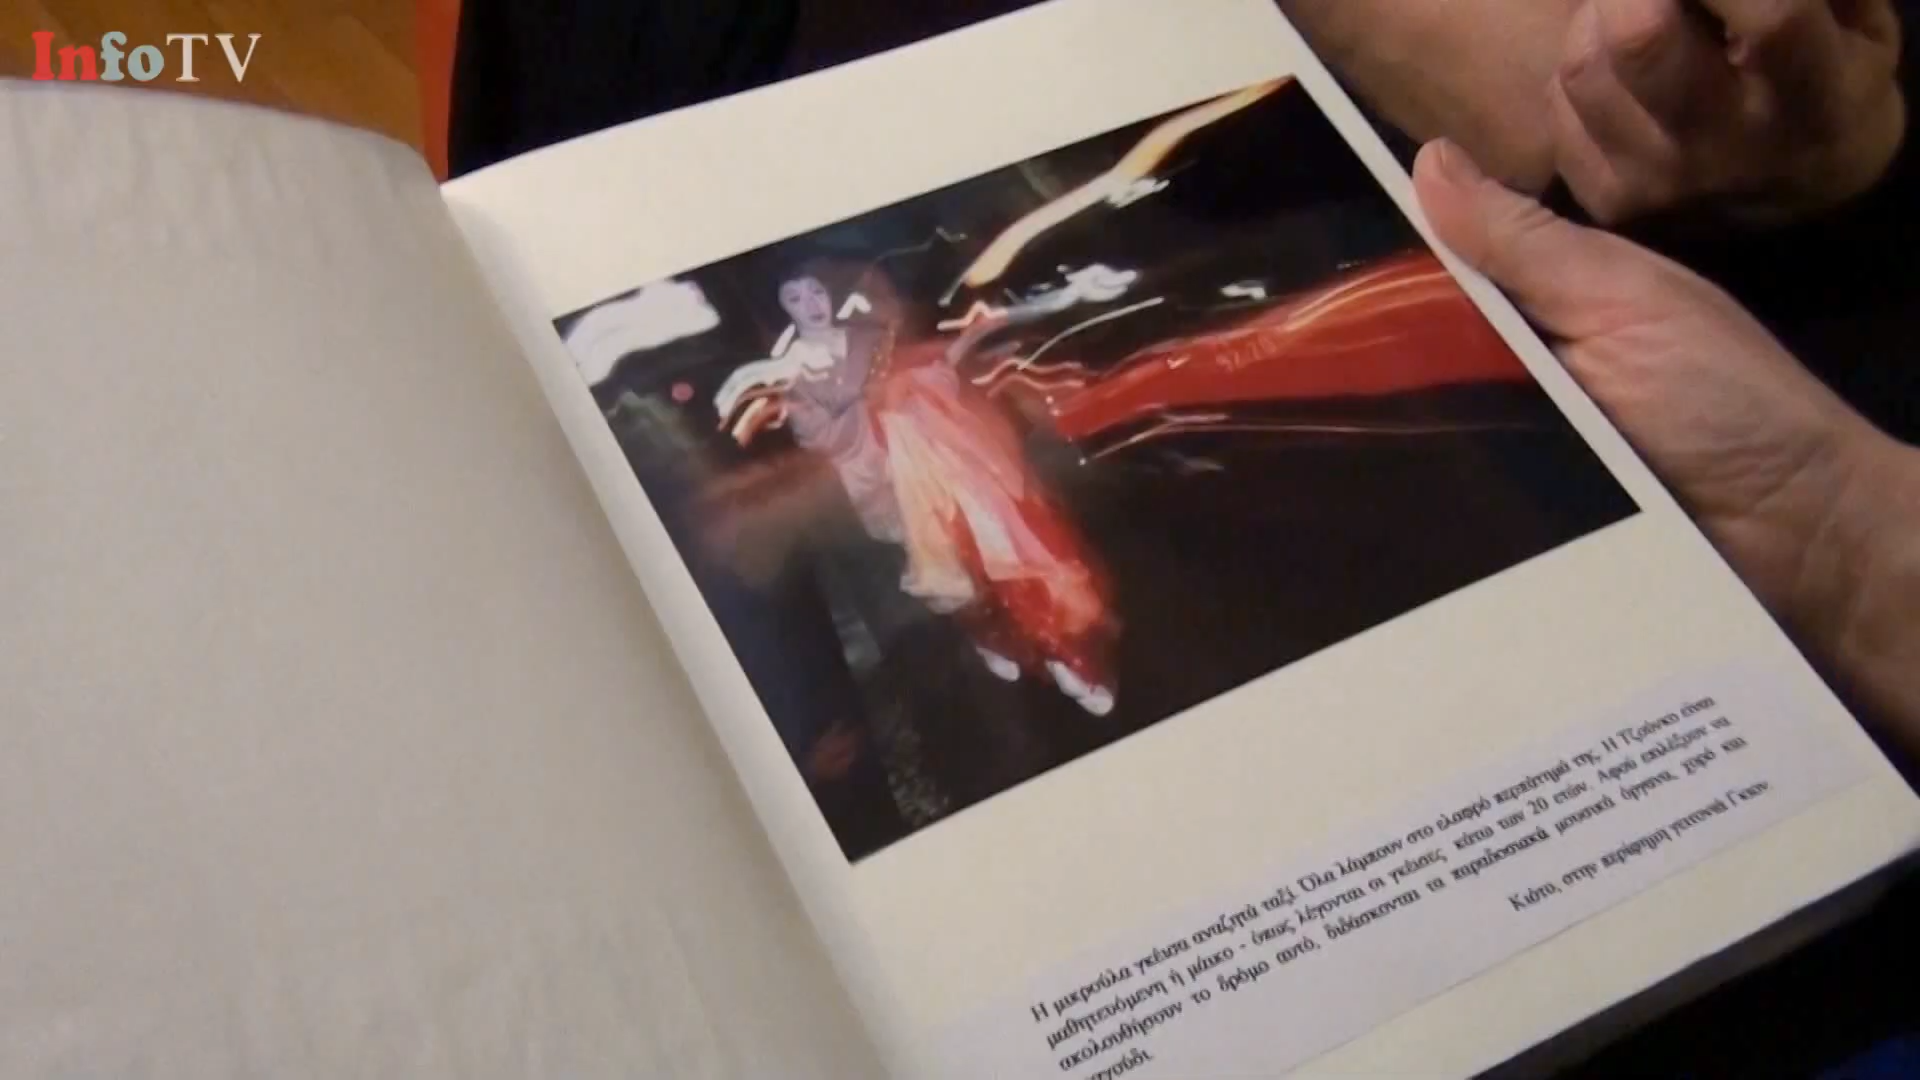 InfoTV
Η μικρούλα γκέισα αναζητά ταξί. Όλα λάμπουν στο ελαφρό περπάτημά της. Η Τζούνκο είναι
μαθητευόμενη ή μάικο - όπως λέγονται οι γκέισες κάτω των 20 ετών. Αφού επιλέξουν να
ακολουθήσουν το δρόμο αυτό, διδάσκονται τα παραδοσιακά μουσικά όργανα, χορό και
Κιότο, στην περίφημη γειτονιά Γκιον.